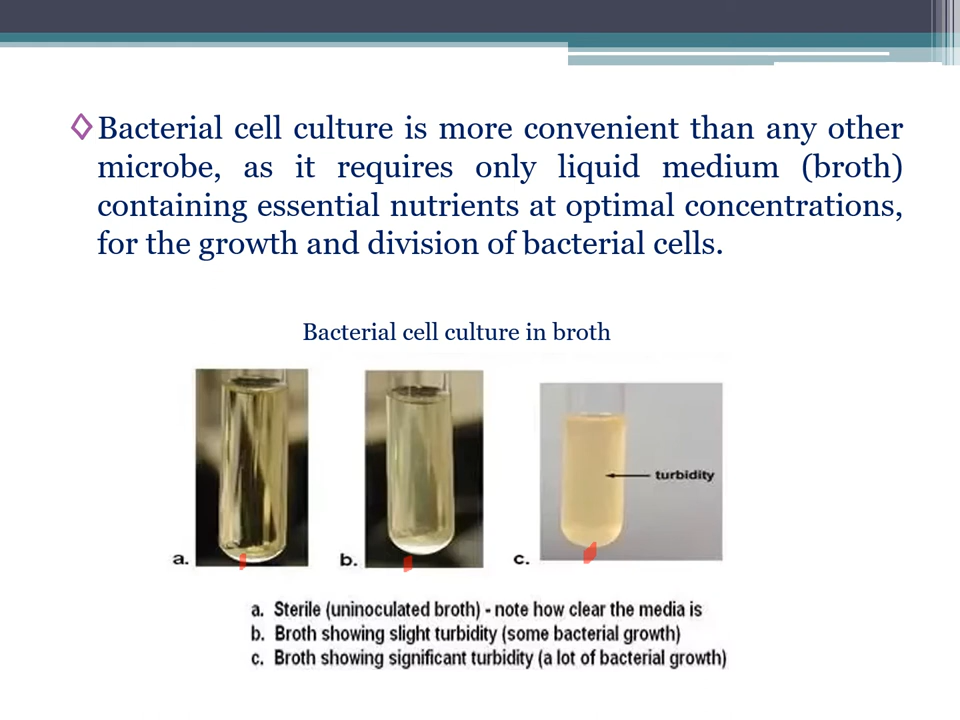 Bacterial cell culture is more convenient than any other
microbe, as it requires only liquid medium (broth)
containing essential nutrients at optimal concentrations,
for the growth and division of bacterial cells.
Bacterial cell culture in broth
turbidity
a.
b.
c.
a. Sterile (uninoculated broth) - note how clear the media is
b. Broth showing slight turbidity (some bacterial growth)
c. Broth showing significant turbidity (a lot of bacterial growth)